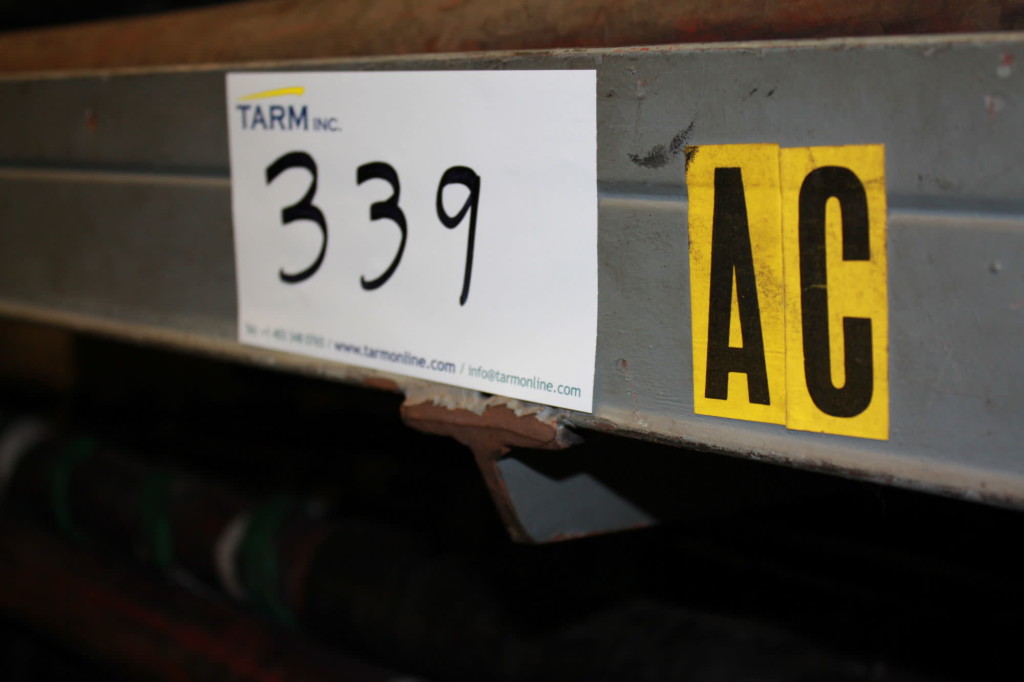 TARM INC.
339
/ www.tarmonline.com / info@tarmonline.com
AC